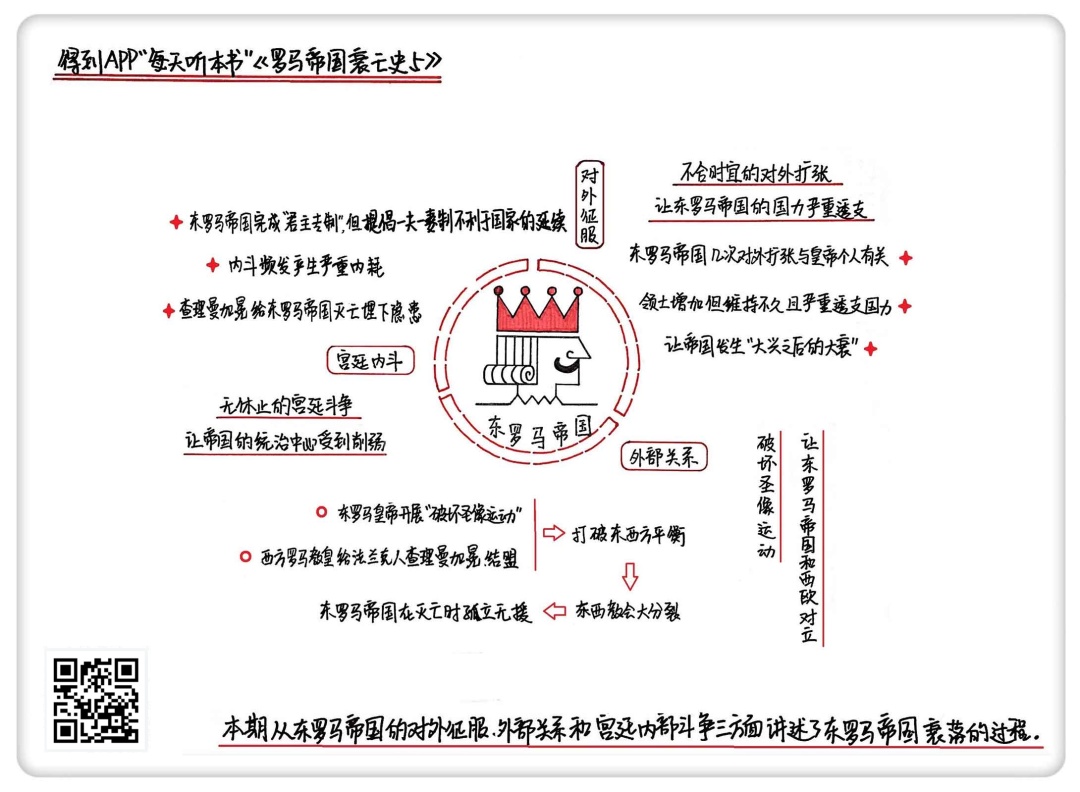 得到APP“每天听本书”《罗马帝国衰亡史5》
对外征服
不合时宜的对外扩张
让东罗马帝国的国力严重透支
东罗马帝国几次对外扩张与皇帝个人有关
领土增加但维持不久且严重透支国力
让帝国发生“大兴之后的大衰”
东罗马帝国完成“君主专制”,但提倡一夫一妻制不利于国家的延续
内斗频发产生严重内耗
查理曼加冕给东罗马帝国灭亡埋下隐患
宫廷内斗
无休止的宫廷斗争
让帝国的统治中心受到削弱
东罗马帝国
外部关系
破坏圣像运动
让东罗马帝国和西欧对立
东罗马皇帝开展“破坏圣像运动”
西方罗马教皇给法兰克人查理曼加冕、结盟
打破东西方平衡
东西教会大分裂
东罗马帝国在灭亡时孤立无援
本期从东罗马帝国的对外征服、外部关系和宫廷内部斗争三方面讲述了东罗马帝国衰落的过程.